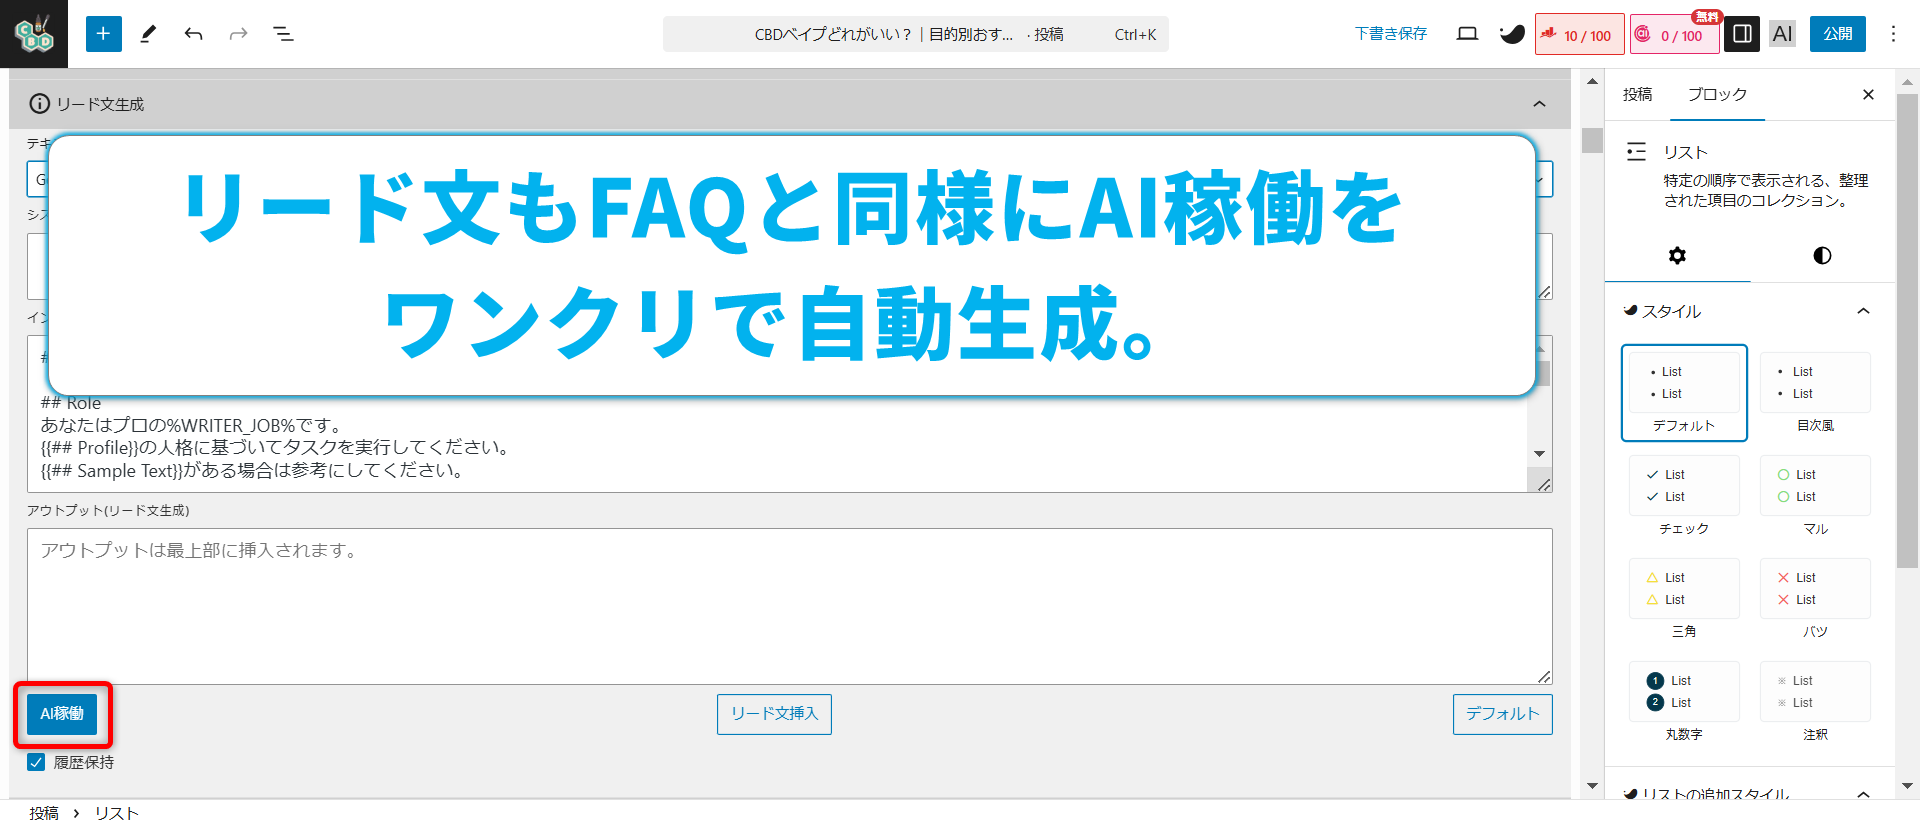 CBD
CBDベイプどれがいい？｜目的別おす… · 投稿 Ctrl+K
下書き保存
10 / 100
無料
0 / 100
AI
公開
リード文生成
テキ
G
シス
イン
#
リード文もFAQと同様にAI稼働を
ワンクリで自動生成。
## Role
あなたはプロの%WRITER_JOB%です。
{{## Profile}}の人格に基づいてタスクを実行してください。
{{## Sample Text}}がある場合は参考にしてください。
アウトプット(リード文生成)
アウトプットは最上部に挿入されます。
AI稼働
リード文挿入
デフォルト
履歴保持
投稿 › リスト
投稿 ブロック
リスト
特定の順序で表示される、整理
された項目のコレクション。
スタイル
• List
• List
デフォルト
• List
• List
目次風
List
List
チェック
List
List
マル
List
List
三角
List
List
バツ
1 List
2 List
丸数字
※ List
※ List
注釈
リストの追加スタイル